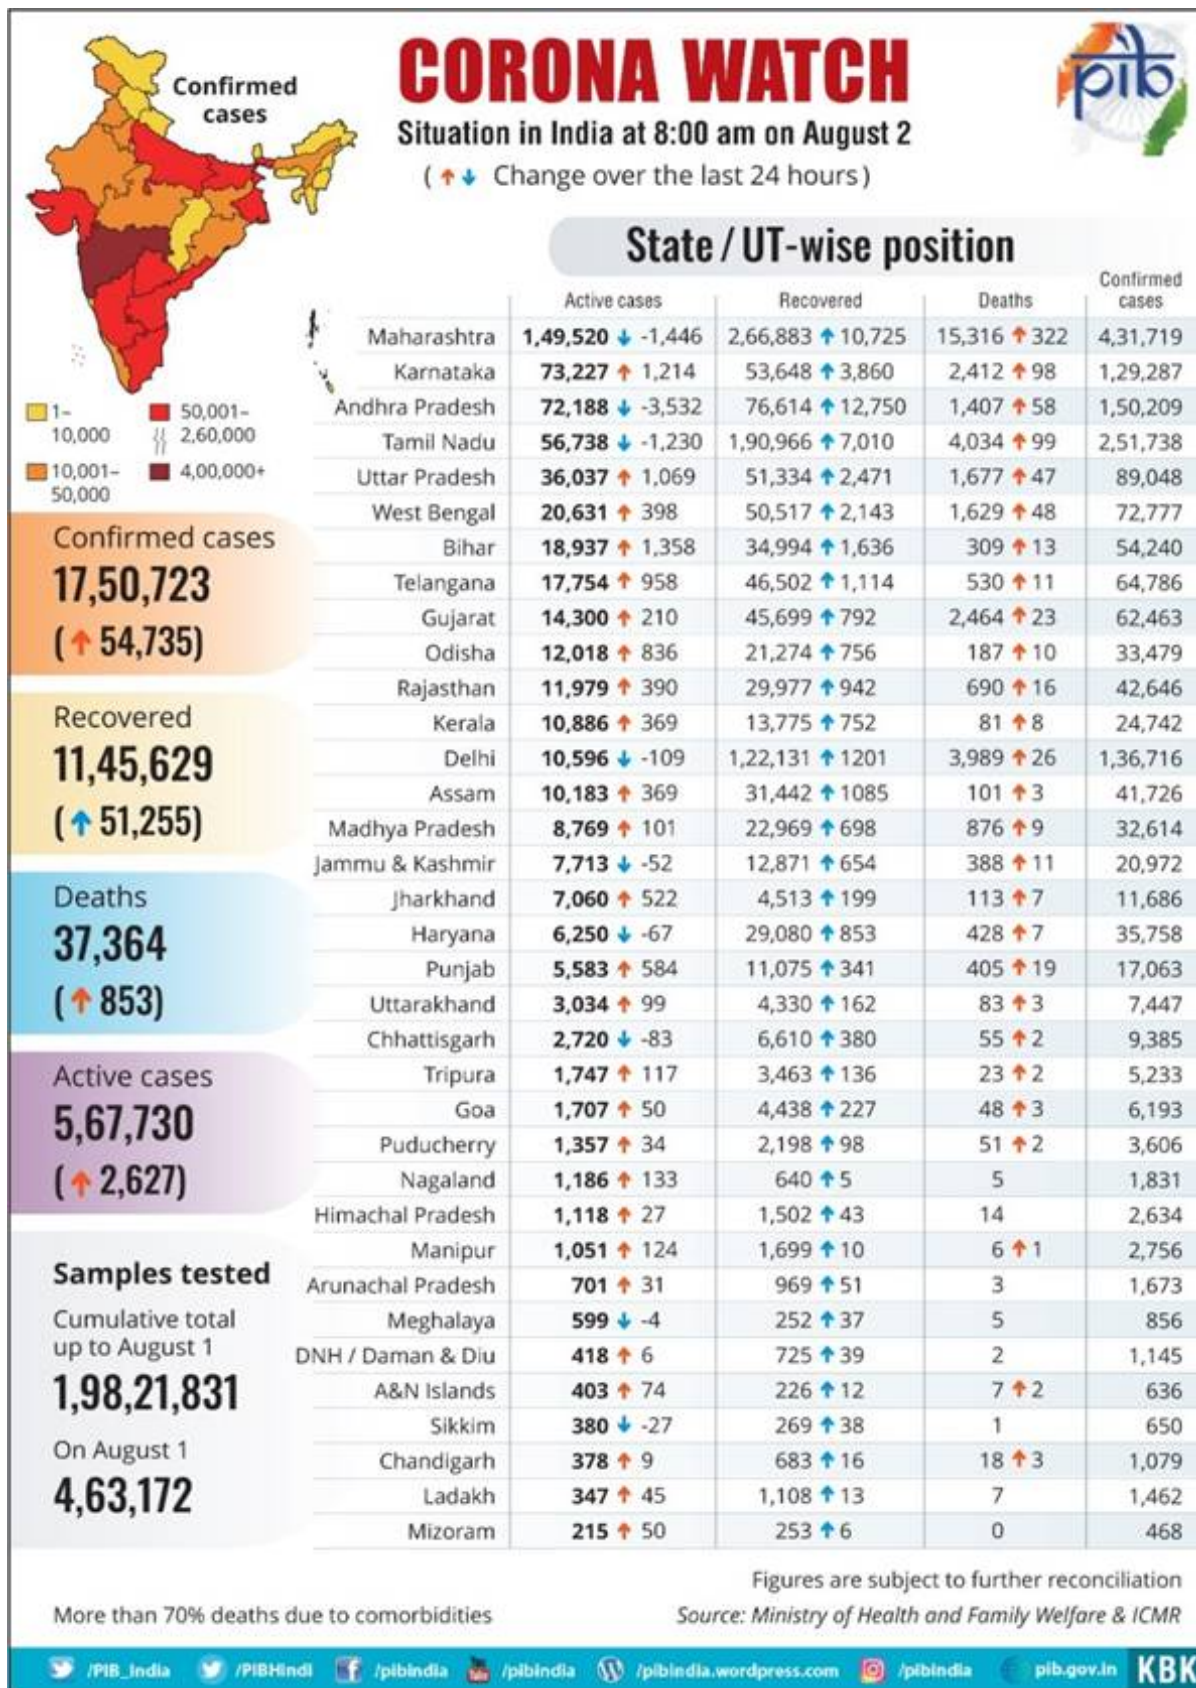 CORONA WATCH
pib
Situation in India at 8:00 am on August 2
( ↑ ↓ Change over the last 24 hours )
Confirmed
cases
1–
10,000
50,001–
2,60,000
10,001–
50,000
4,00,000+
Confirmed cases
17,50,723
( ↑ 54,735)
Recovered
11,45,629
( ↑ 51,255)
Deaths
37,364
( ↑ 853)
Active cases
5,67,730
( ↑ 2,627)
Samples tested
Cumulative total
up to August 1
1,98,21,831
On August 1
4,63,172
State / UT-wise position
Active cases Recovered Deaths Confirmed cases
Maharashtra 1,49,520 ↓ -1,446 2,66,883 ↑ 10,725 15,316 ↑ 322 4,31,719
Karnataka 73,227 ↑ 1,214 53,648 ↑ 3,860 2,412 ↑ 98 1,29,287
Andhra Pradesh 72,188 ↓ -3,532 76,614 ↑ 12,750 1,407 ↑ 58 1,50,209
Tamil Nadu 56,738 ↓ -1,230 1,90,966 ↑ 7,010 4,034 ↑ 99 2,51,738
Uttar Pradesh 36,037 ↑ 1,069 51,334 ↑ 2,471 1,677 ↑ 47 89,048
West Bengal 20,631 ↑ 398 50,517 ↑ 2,143 1,629 ↑ 48 72,777
Bihar 18,937 ↑ 1,358 34,994 ↑ 1,636 309 ↑ 13 54,240
Telangana 17,754 ↑ 958 46,502 ↑ 1,114 530 ↑ 11 64,786
Gujarat 14,300 ↑ 210 45,699 ↑ 792 2,464 ↑ 23 62,463
Odisha 12,018 ↑ 836 21,274 ↑ 756 187 ↑ 10 33,479
Rajasthan 11,979 ↑ 390 29,977 ↑ 942 690 ↑ 16 42,646
Kerala 10,886 ↑ 369 13,775 ↑ 752 81 ↑ 8 24,742
Delhi 10,596 ↓ -109 1,22,131 ↑ 1201 3,989 ↑ 26 1,36,716
Assam 10,183 ↑ 369 31,442 ↑ 1085 101 ↑ 3 41,726
Madhya Pradesh 8,769 ↑ 101 22,969 ↑ 698 876 ↑ 9 32,614
Jammu & Kashmir 7,713 ↓ -52 12,871 ↑ 654 388 ↑ 11 20,972
Jharkhand 7,060 ↑ 522 4,513 ↑ 199 113 ↑ 7 11,686
Haryana 6,250 ↓ -67 29,080 ↑ 853 428 ↑ 7 35,758
Punjab 5,583 ↑ 584 11,075 ↑ 341 405 ↑ 19 17,063
Uttarakhand 3,034 ↑ 99 4,330 ↑ 162 83 ↑ 3 7,447
Chhattisgarh 2,720 ↓ -83 6,610 ↑ 380 55 ↑ 2 9,385
Tripura 1,747 ↑ 117 3,463 ↑ 136 23 ↑ 2 5,233
Goa 1,707 ↑ 50 4,438 ↑ 227 48 ↑ 3 6,193
Puducherry 1,357 ↑ 34 2,198 ↑ 98 51 ↑ 2 3,606
Nagaland 1,186 ↑ 133 640 ↑ 5 5 1,831
Himachal Pradesh 1,118 ↑ 27 1,502 ↑ 43 14 2,634
Manipur 1,051 ↑ 124 1,699 ↑ 10 6 ↑ 1 2,756
Arunachal Pradesh 701 ↑ 31 969 ↑ 51 3 1,673
Meghalaya 599 ↓ -4 252 ↑ 37 5 856
DNH / Daman & Diu 418 ↑ 6 725 ↑ 39 2 1,145
A&N Islands 403 ↑ 74 226 ↑ 12 7 ↑ 2 636
Sikkim 380 ↓ -27 269 ↑ 38 1 650
Chandigarh 378 ↑ 9 683 ↑ 16 18 ↑ 3 1,079
Ladakh 347 ↑ 45 1,108 ↑ 13 7 1,462
Mizoram 215 ↑ 50 253 ↑ 6 0 468
Figures are subject to further reconciliation
More than 70% deaths due to comorbidities
Source: Ministry of Health and Family Welfare & ICMR
/PIB_India /PIBHindi /pibindia /pibindia /pibindia.wordpress.com /pibindia pib.gov.in KBK